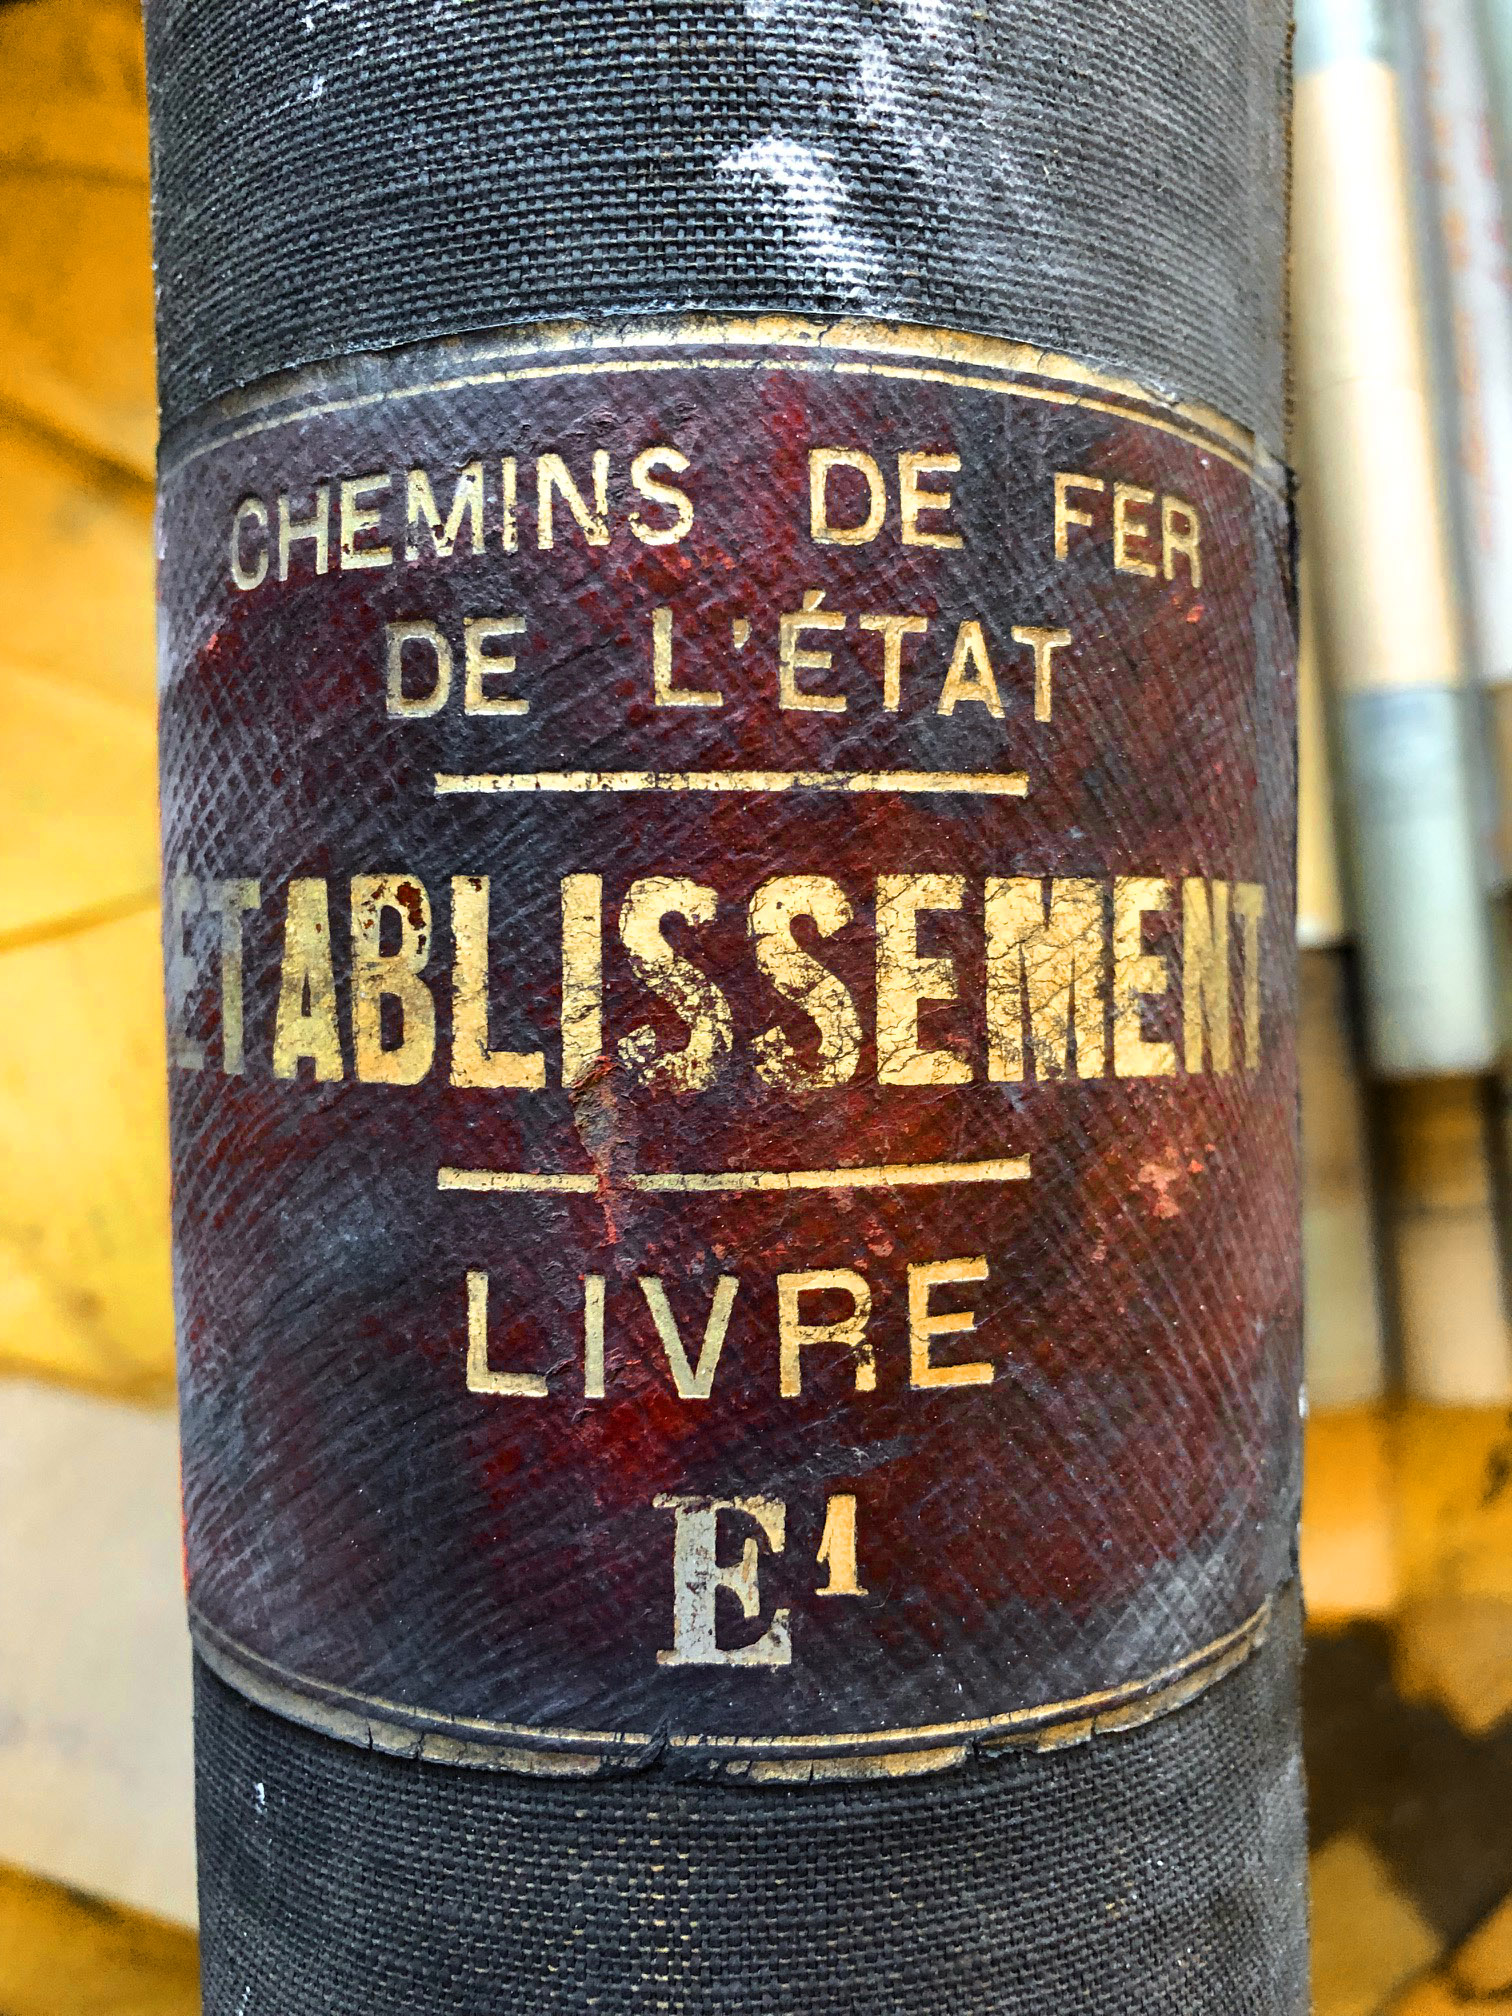 CHEMINS DE FER
DE L'ÉTAT
ETABLISSEMENT
LIVRE
E¹